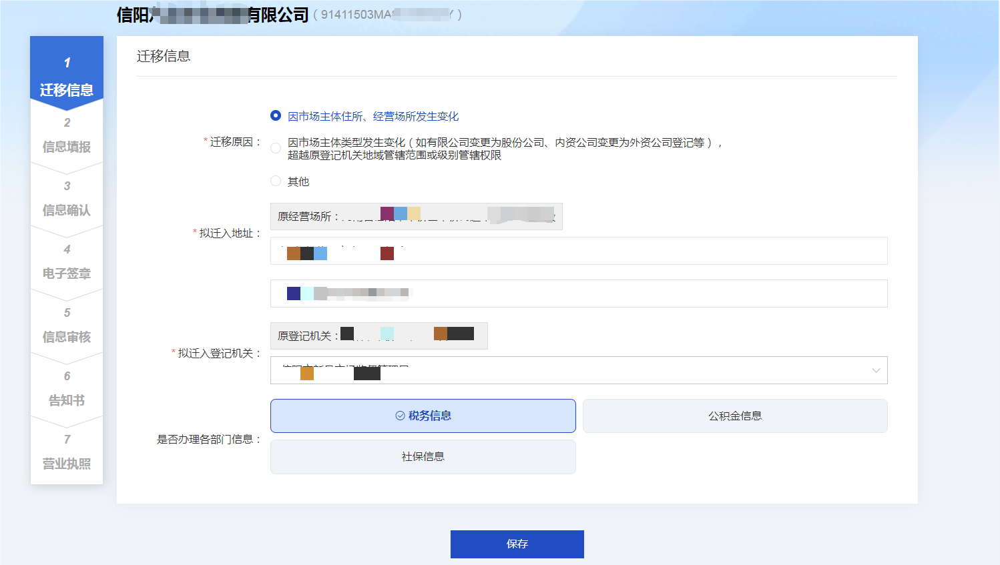 信阳 有限公司 ( 91411503MA Y )
迁移信息
1
迁移信息
2
信息填报
3
信息确认
4
电子签章
5
信息审核
6
告知书
7
营业执照
* 迁移原因：
因市场主体住所、经营场所发生变化
因市场主体类型发生变化 ( 如有限公司变更为股份公司、内资公司变更为外资公司登记等 ) ，
超越原登记机关地域管辖范围或级别管辖权限
其他
* 拟迁入地址：
原经营场所：
* 拟迁入登记机关：
原登记机关：
是否办理各部门信息：
税务信息
公积金信息
社保信息
保存